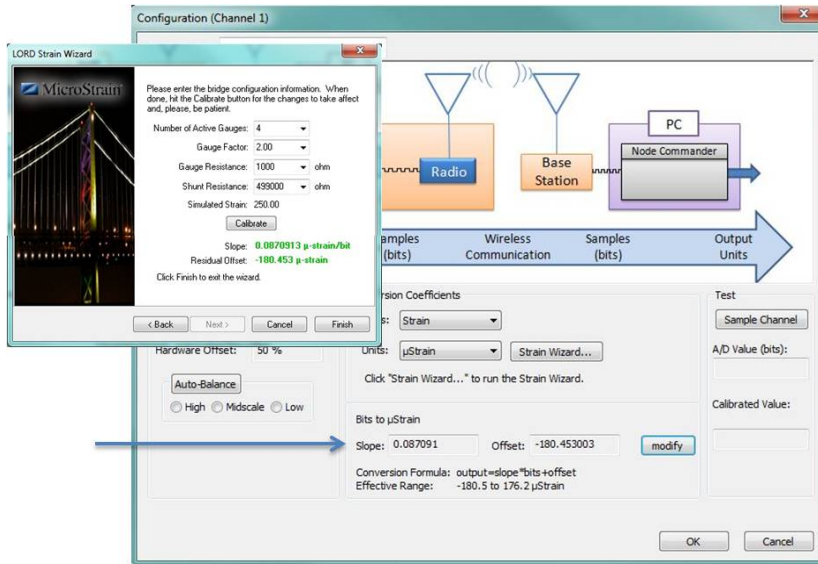 Configuration (Channel 1)
LORD Strain Wizard
MicroStrain
Please enter the bridge configuration information. When
done, hit the Calibrate button for the changes to take affect
and, please, be patient.
Number of Active Gauges: 4
Gauge Factor: 2.00
Gauge Resistance: 1000 ohm
Shunt Resistance: 499000 ohm
Simulated Strain: 250.00
Calibrate
Slope: 0.0870913 µ-strain/bit
Residual Offset: -180.453 µ-strain
Click Finish to exit the wizard.
< Back
Next >
Cancel
Finish
Radio
Base
Station
PC
Node Commander
(bits)
Wireless
Communication
Samples
(bits)
Output
Units
Coefficients
Strain
Units: µStrain
Strain Wizard...
Click "Strain Wizard..." to run the Strain Wizard.
Test
Sample Channel
A/D Value (bits):
Calibrated Value:
Hardware Offset: 50 %
Auto-Balance
High
Midscale
Low
Bits to µStrain
Slope: 0.087091
Offset: -180.453003
modify
Conversion Formula: output=slope*bits+offset
Effective Range: -180.5 to 176.2 µStrain
OK
Cancel